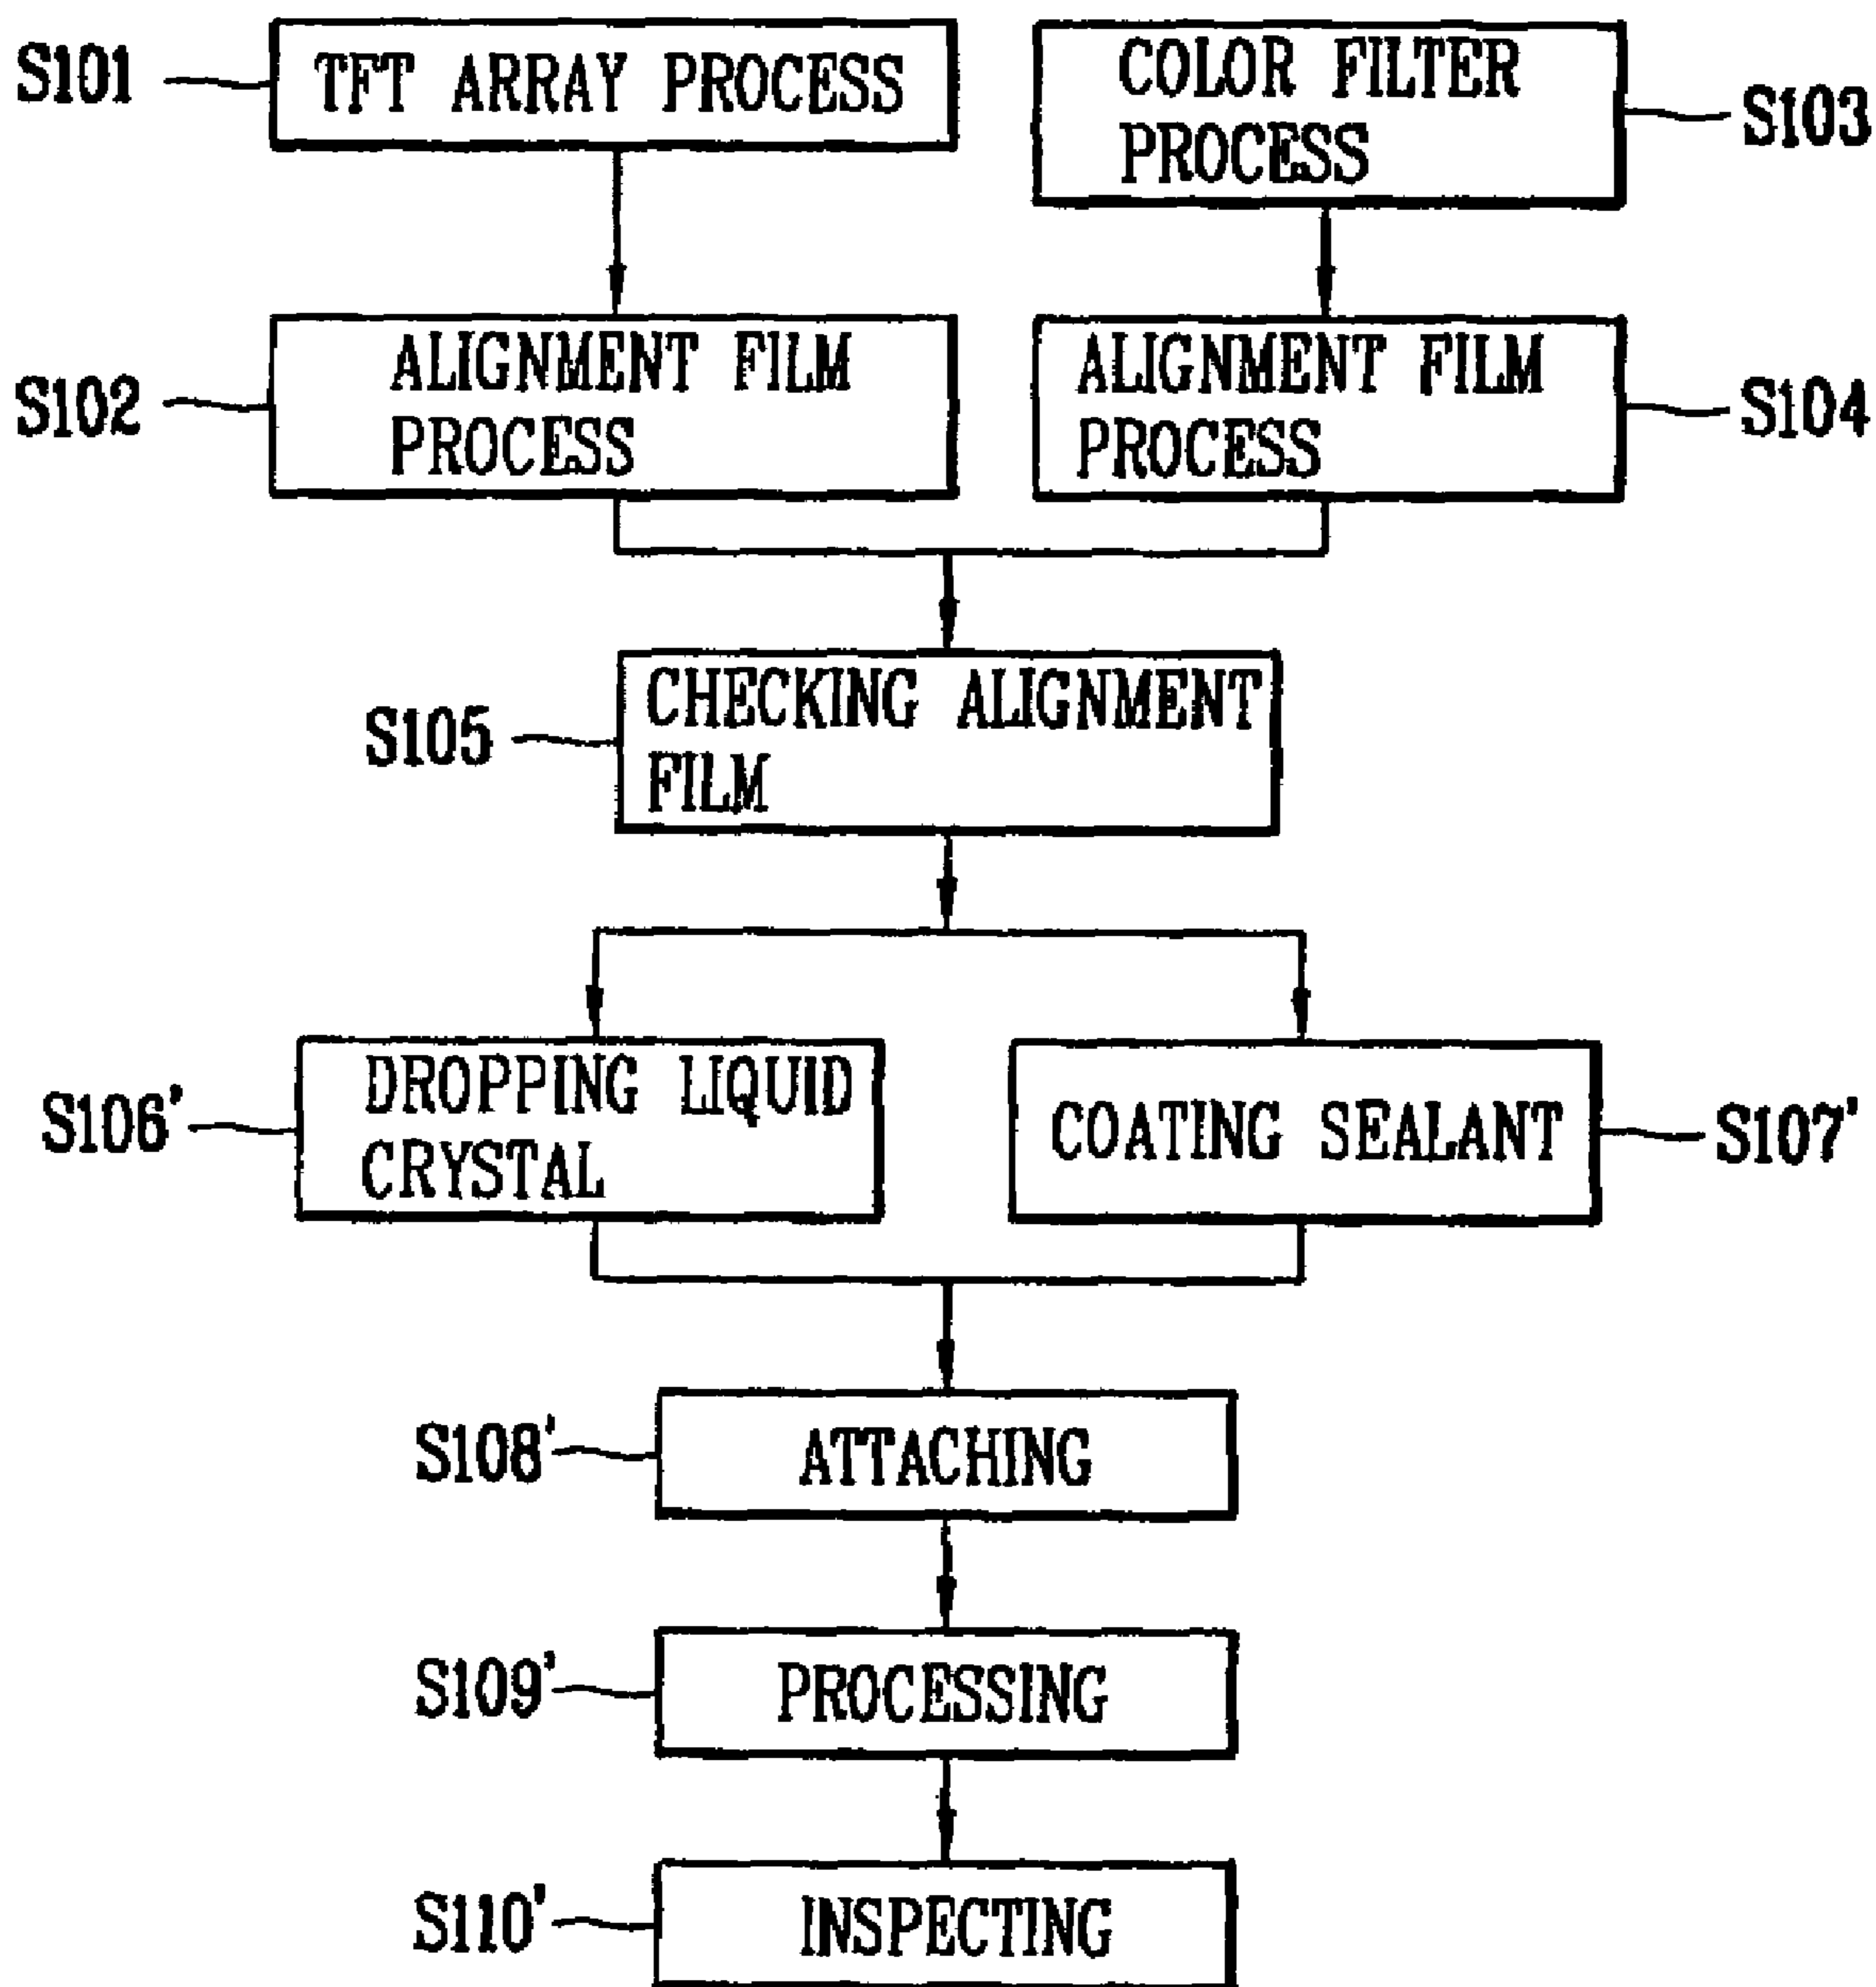 S101
TFT ARRAY PROCESS
COLOR FILTER
PROCESS
S103
S102
ALIGNMENT FILM
PROCESS
ALIGNMENT FILM
PROCESS
S104
S105
CHECKING ALIGNMENT
FILM
S106'
DROPPING LIQUID
CRYSTAL
COATING SEALANT
S107'
S108'
ATTACHING
S109'
PROCESSING
S110'
INSPECTING